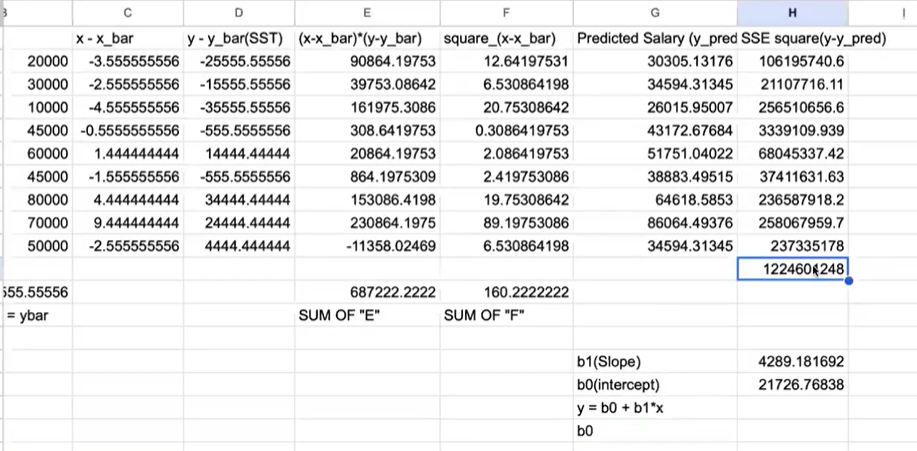 C D E F G H I
x - x_bar y - y_bar(SST) (x-x_bar)*(y-y_bar) square_(x-x_bar) Predicted Salary (y_pred SSE square(y-y_pred)
20000 -3.555555556 -25555.55556 90864.19753 12.64197531 30305.13176 106195740.6
30000 -2.555555556 -15555.55556 39753.08642 6.530864198 34594.31345 21107716.11
10000 -4.555555556 -35555.55556 161975.3086 20.75308642 26015.95007 256510656.6
45000 -0.5555555556 -555.5555556 308.6419753 0.3086419753 43172.67684 3339109.939
60000 1.444444444 14444.44444 20864.19753 2.086419753 51751.04022 68045337.42
45000 -1.555555556 -555.5555556 864.1975309 2.419753086 38883.49515 37411631.63
80000 4.444444444 34444.44444 153086.4198 19.75308642 64618.5853 236587918.2
70000 9.444444444 24444.44444 230864.1975 89.19753086 86064.49376 258067959.7
50000 -2.555555556 4444.444444 -11358.02469 6.530864198 34594.31345 237335178
555.55556 687222.2222 160.2222222
= ybar SUM OF "E" SUM OF "F"
b1(Slope) 4289.181692
b0(intercept) 21726.76838
y = b0 + b1*x
b0